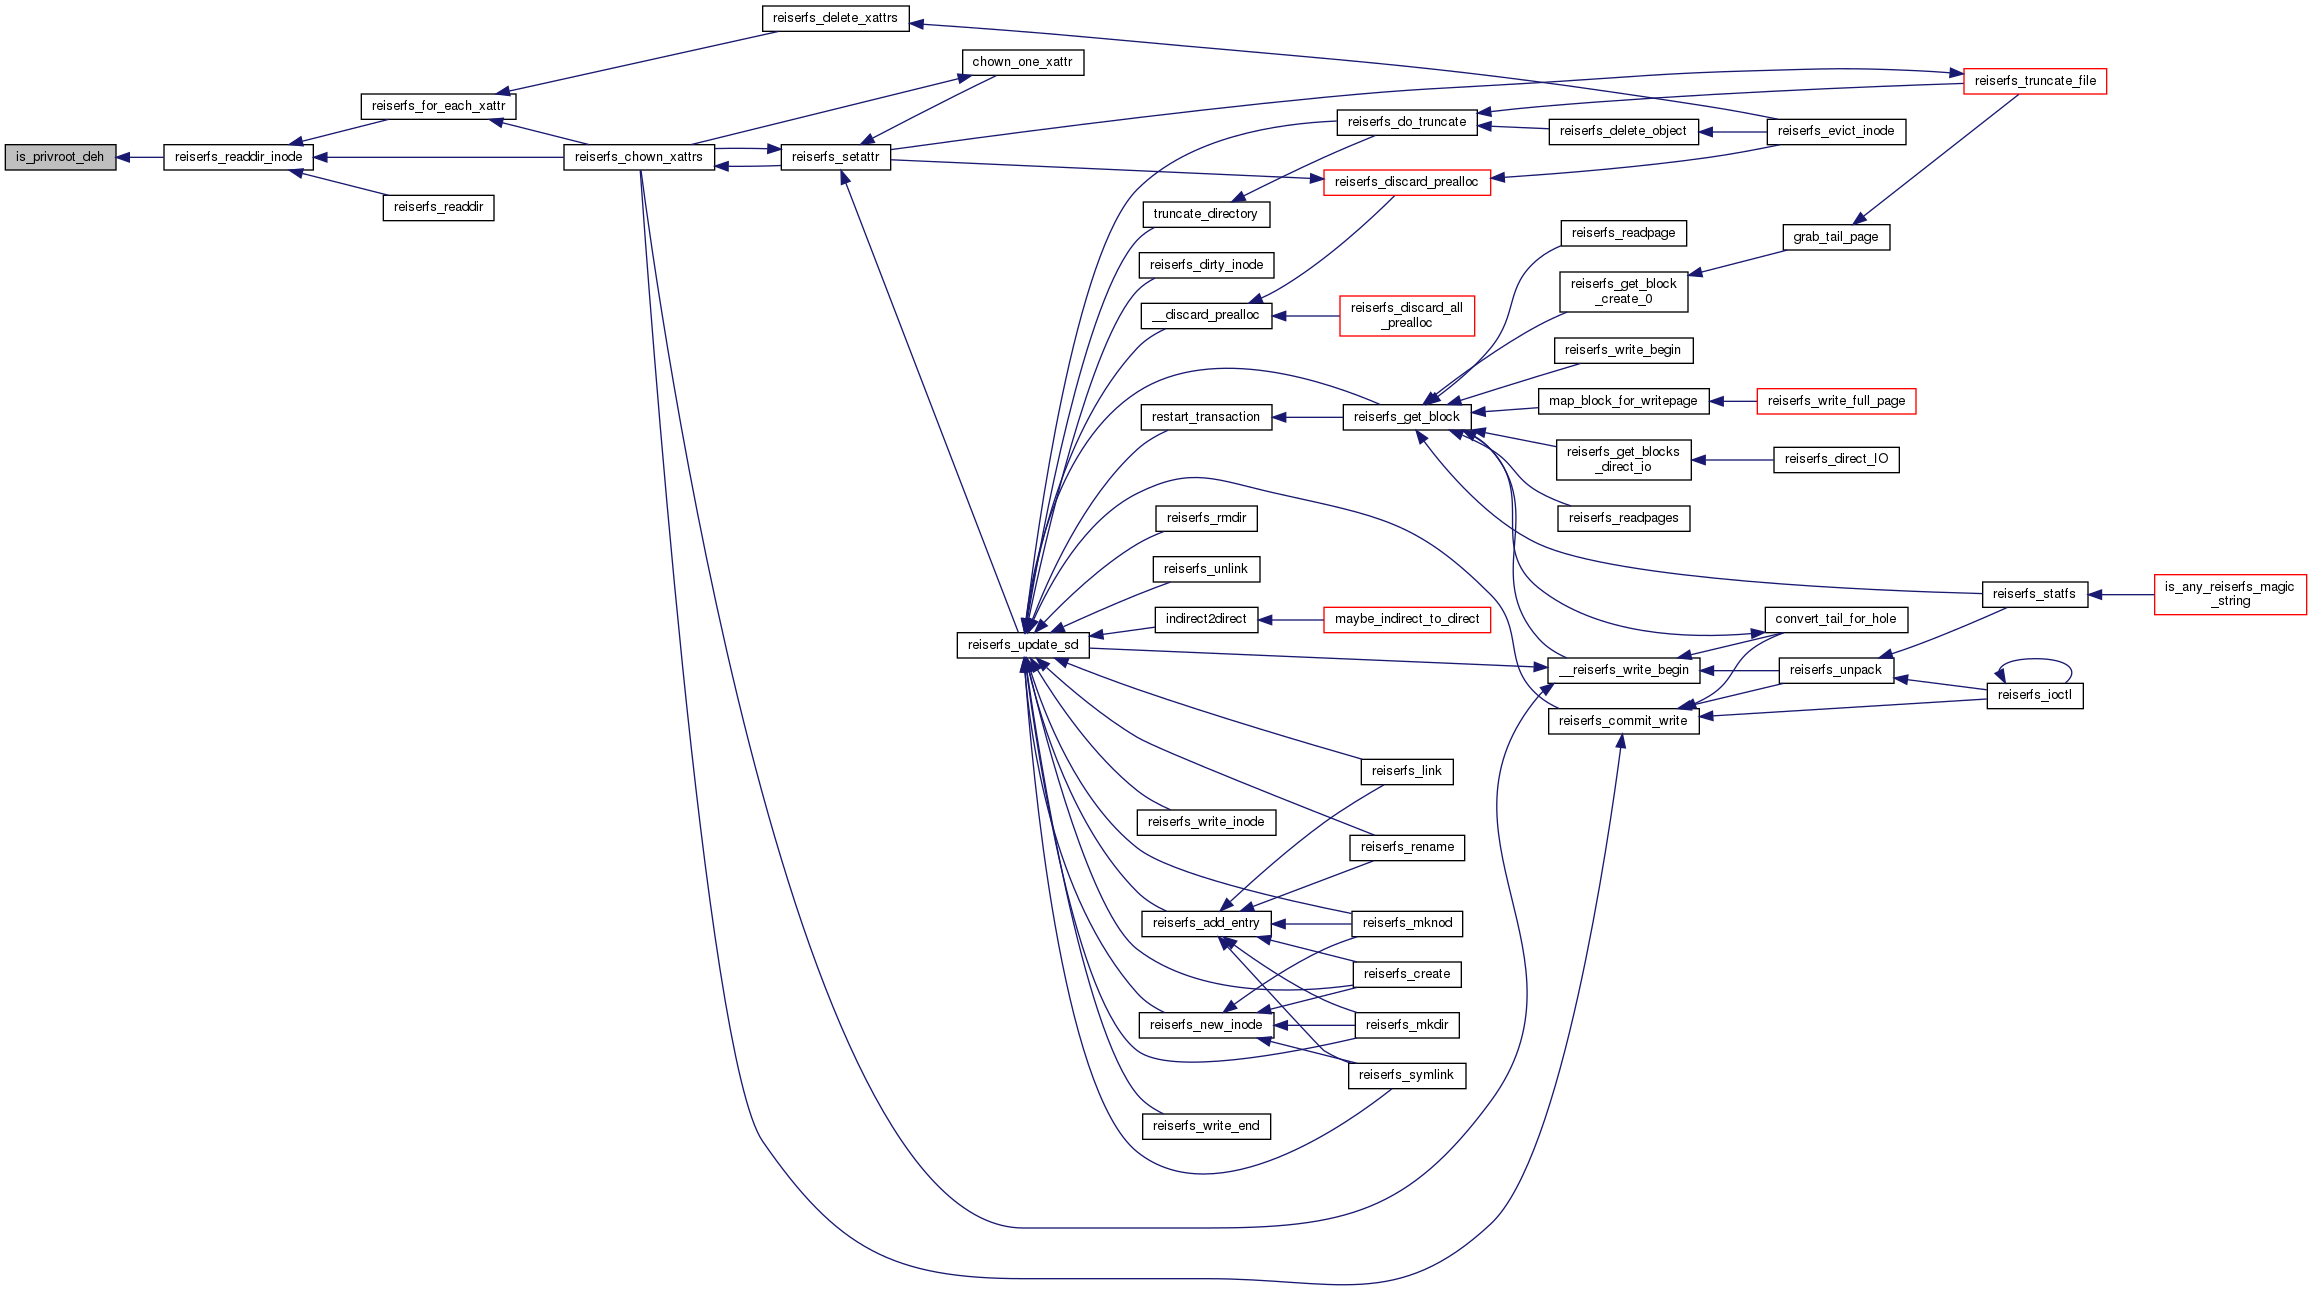 reiserfs_delete_xattrs
chown_one_xattr
reiserfs_truncate_file
reiserfs_for_each_xattr
reiserfs_do_truncate
reiserfs_delete_object
reiserfs_evict_inode
is_privroot_deh
reiserfs_readdir_inode
reiserfs_chown_xattrs
reiserfs_setattr
reiserfs_discard_prealloc
reiserfs_readdir
truncate_directory
reiserfs_readpage
grab_tail_page
reiserfs_dirty_inode
reiserfs_get_block
_create_0
__discard_prealloc
reiserfs_discard_all
_prealloc
reiserfs_write_begin
map_block_for_writepage
reiserfs_write_full_page
restart_transaction
reiserfs_get_block
reiserfs_get_blocks
_direct_io
reiserfs_direct_IO
reiserfs_rmdir
reiserfs_readpages
reiserfs_unlink
reiserfs_statfs
is_any_reiserfs_magic
_string
indirect2direct
maybe_indirect_to_direct
convert_tail_for_hole
reiserfs_update_sd
__reiserfs_write_begin
reiserfs_unpack
reiserfs_ioctl
reiserfs_commit_write
reiserfs_link
reiserfs_write_inode
reiserfs_rename
reiserfs_add_entry
reiserfs_mknod
reiserfs_create
reiserfs_new_inode
reiserfs_mkdir
reiserfs_symlink
reiserfs_write_end